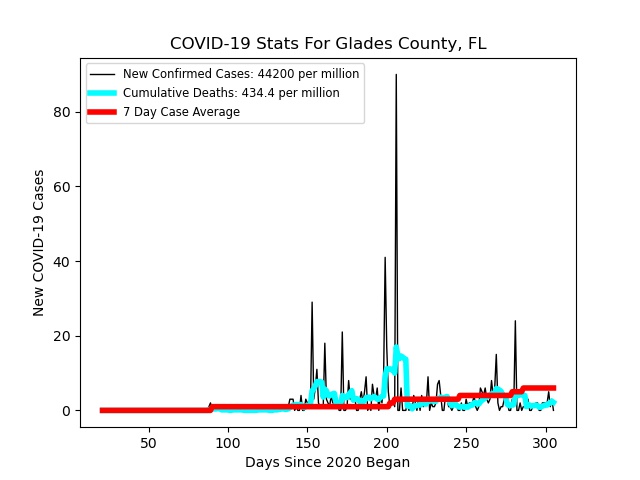 COVID-19 Stats For Glades County, FL
New Confirmed Cases: 44200 per million
Cumulative Deaths: 434.4 per million
7 Day Case Average
New COVID-19 Cases
80
60
40
20
0
50 100 150 200 250 300
Days Since 2020 Began